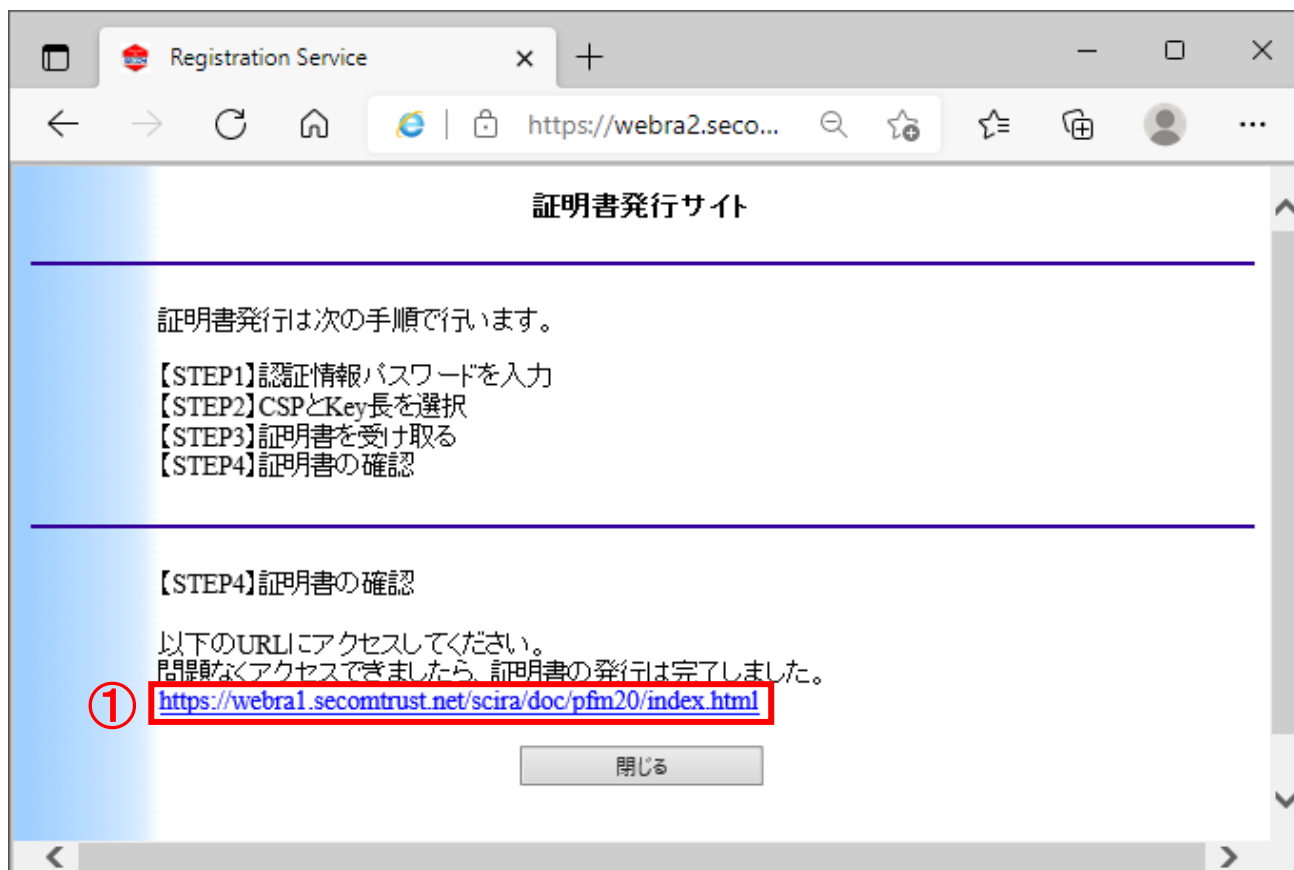 Registration Service
https://webra2.seco...
証明書発行サイト
証明書発行は次の手順で行います。
【STEP1】認証情報パスワードを入力
【STEP2】CSPとKey長を選択
【STEP3】証明書を受け取る
【STEP4】証明書の確認
【STEP4】証明書の確認
以下のURLにアクセスしてください。
問題なくアクセスできましたら、証明書の発行は完了しました。
① https://webra1.secomtrust.net/scira/doc/pfm20/index.html
閉じる